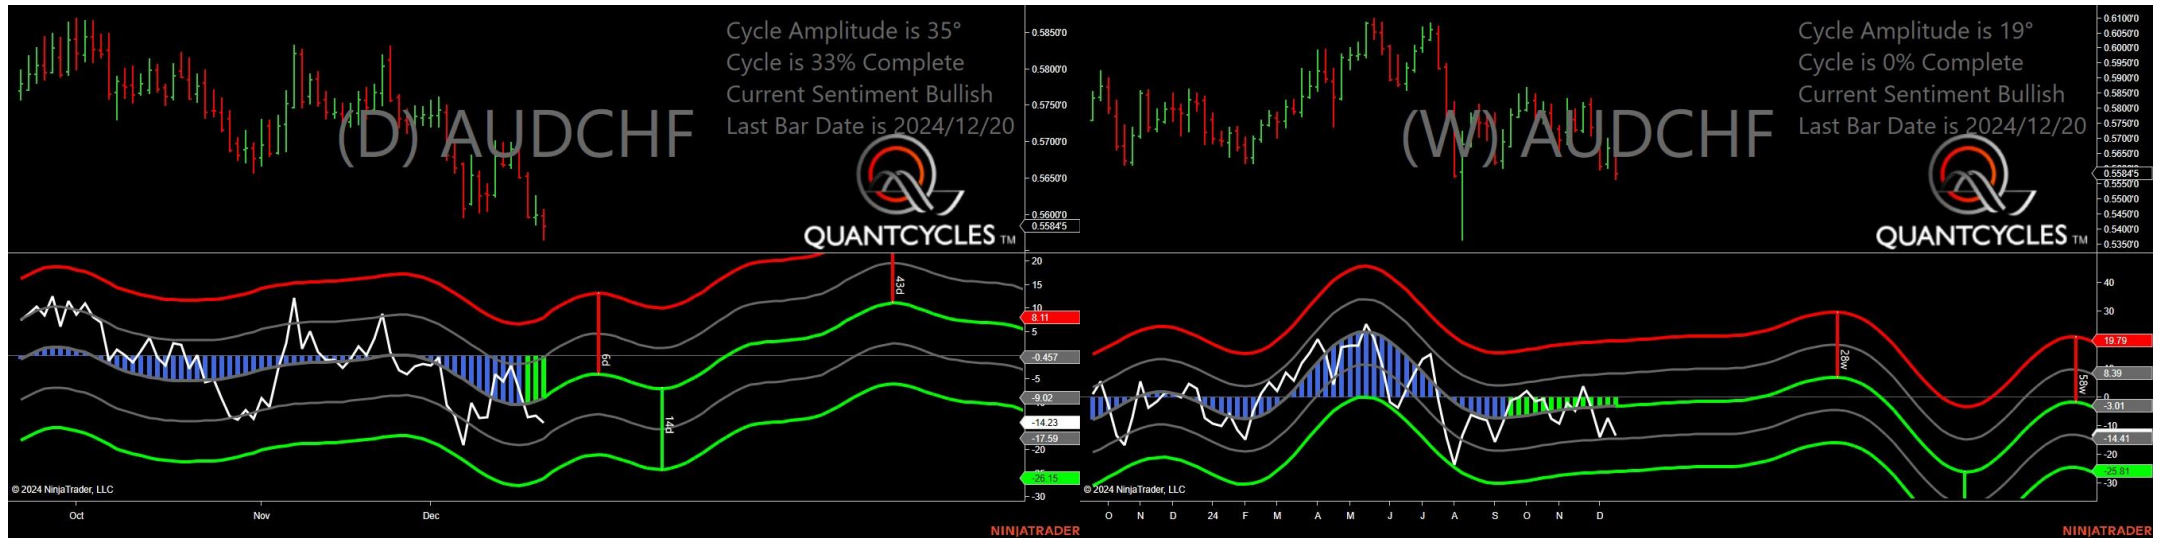 Cycle Amplitude is 35°
Cycle is 33% Complete
Current Sentiment Bullish
Last Bar Date is 2024/12/20
(D) AUDCHF
QUANTCYCLES TM
0.5850'0
0.5800'0
0.5750'0
0.5700'0
0.5650'0
0.5600'0
0.5584'5
20
15
10
8.11
5
-0.457
-5
-9.02
-14.23
-17.59
-20
-26.15
-30
6d
14d
43d
© 2024 NinjaTrader, LLC
Oct Nov Dec
NINJATRADER
Cycle Amplitude is 19°
Cycle is 0% Complete
Current Sentiment Bullish
Last Bar Date is 2024/12/20
(W) AUDCHF
QUANTCYCLES TM
0.6100'0
0.6050'0
0.6000'0
0.5950'0
0.5900'0
0.5850'0
0.5800'0
0.5750'0
0.5700'0
0.5650'0
0.5584'5
0.5550'0
0.5500'0
0.5450'0
0.5400'0
0.5350'0
40
30
19.79
8.39
0
-3.01
-10
-14.41
-20
-25.81
-30
28w
58w
© 2024 NinjaTrader, LLC
O N D 24 F M A M J J A S O N D
NINJATRADER